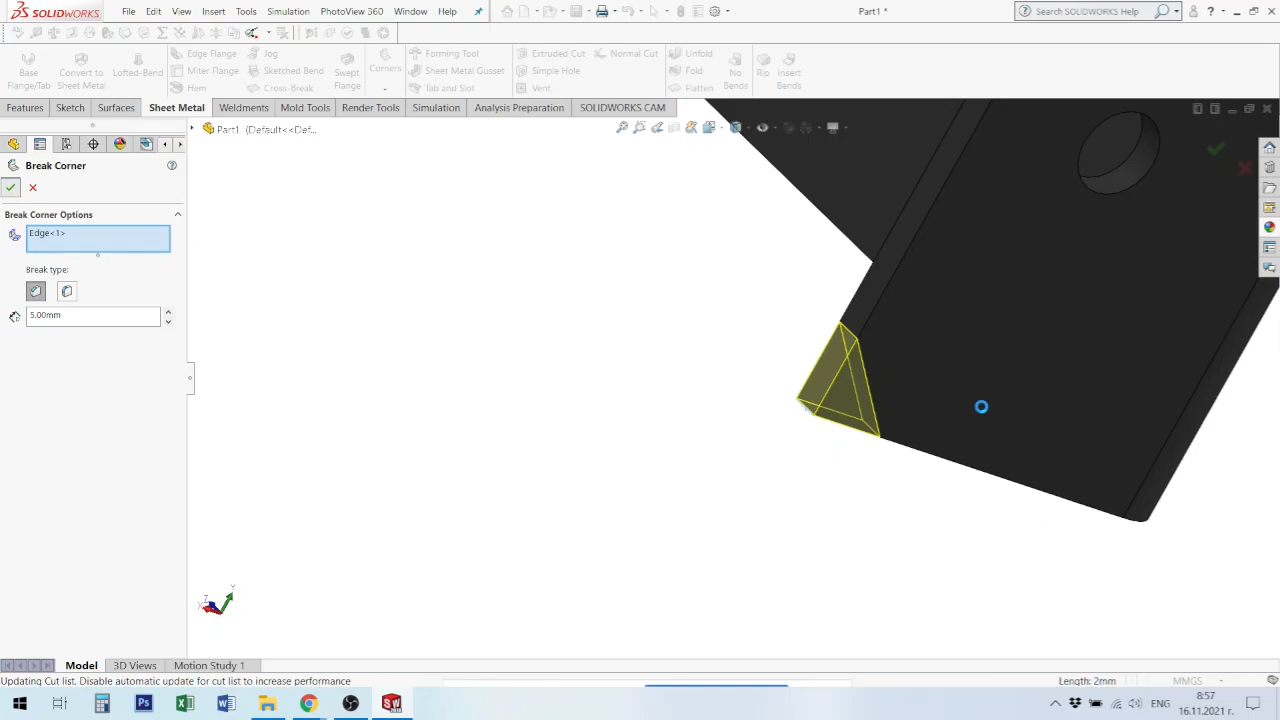 SOLIDWORKS File Edit View Insert Tools Simulation PhotoView 360 Window Help Part1 * Search SOLIDWORKS Help
Base Flange/Tab
Convert to Sheet Metal
Lofted-Bend
Edge Flange
Miter Flange
Hem
Jog
Sketched Bend
Cross-Break
Swept Flange
Corners
Forming Tool
Sheet Metal Gusset
Tab and Slot
Extruded Cut
Simple Hole
Vent
Normal Cut
Unfold
Fold
Flatten
No Bends
Rip
Insert Bends
Features Sketch Surfaces Sheet Metal Weldments Mold Tools Render Tools Simulation Analysis Preparation SOLIDWORKS CAM
Part1 (Default<<Def...
Break Corner
Break Corner Options
Edge<1>
Break type:
5.00mm
Y
Z
X
Model 3D Views Motion Study 1
Updating Cut list. Disable automatic update for cut list to increase performance Length: 2mm MMGS
ENG 8:57
16.11.2021 г.